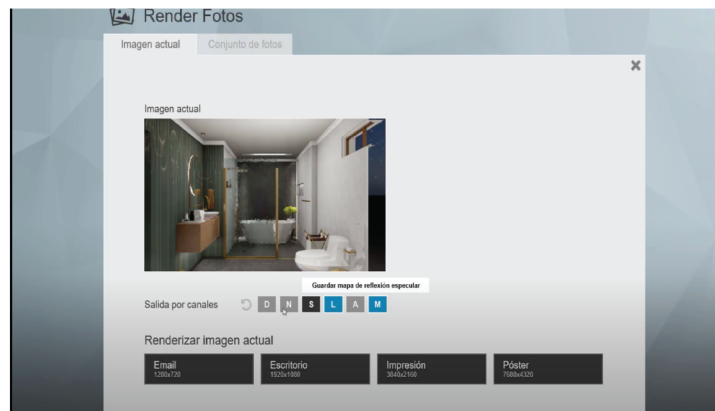 Render Fotos
Imagen actual
Conjunto de fotos
Imagen actual
Guardar mapa de reflexión especular
Salida por canales
D N S L A M
Renderizar imagen actual
Email
1280x720
Escritorio
1920x1080
Impresión
3840x2160
Póster
7680x4320